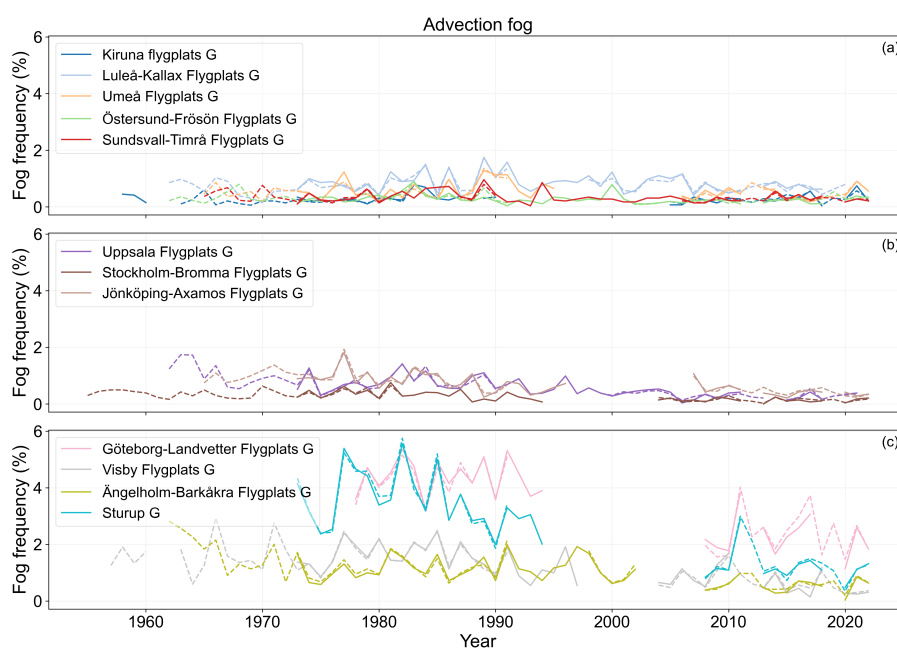 Advection fog
6
4
2
0
Fog frequency (%)
(a)
Kiruna flygplats G
Luleå-Kallax Flygplats G
Umeå Flygplats G
Östersund-Frösön Flygplats G
Sundsvall-Timrå Flygplats G
6
4
2
0
Fog frequency (%)
(b)
Uppsala Flygplats G
Stockholm-Bromma Flygplats G
Jönköping-Axamos Flygplats G
6
4
2
0
Fog frequency (%)
(c)
Göteborg-Landvetter Flygplats G
Visby Flygplats G
Ängelholm-Barkåkra Flygplats G
Sturup G
1960 1970 1980 1990 2000 2010 2020
Year